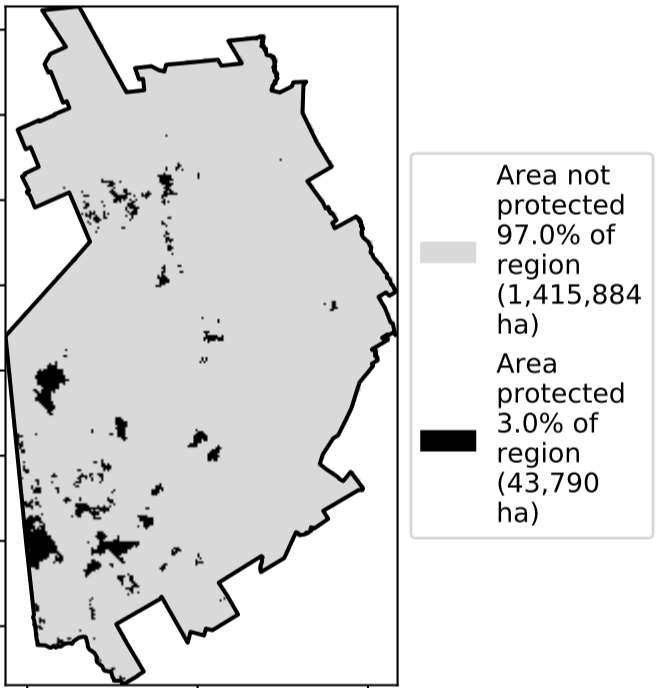 Area not
protected
97.0% of
region
(1,415,884
ha)
Area
protected
3.0% of
region
(43,790
ha)